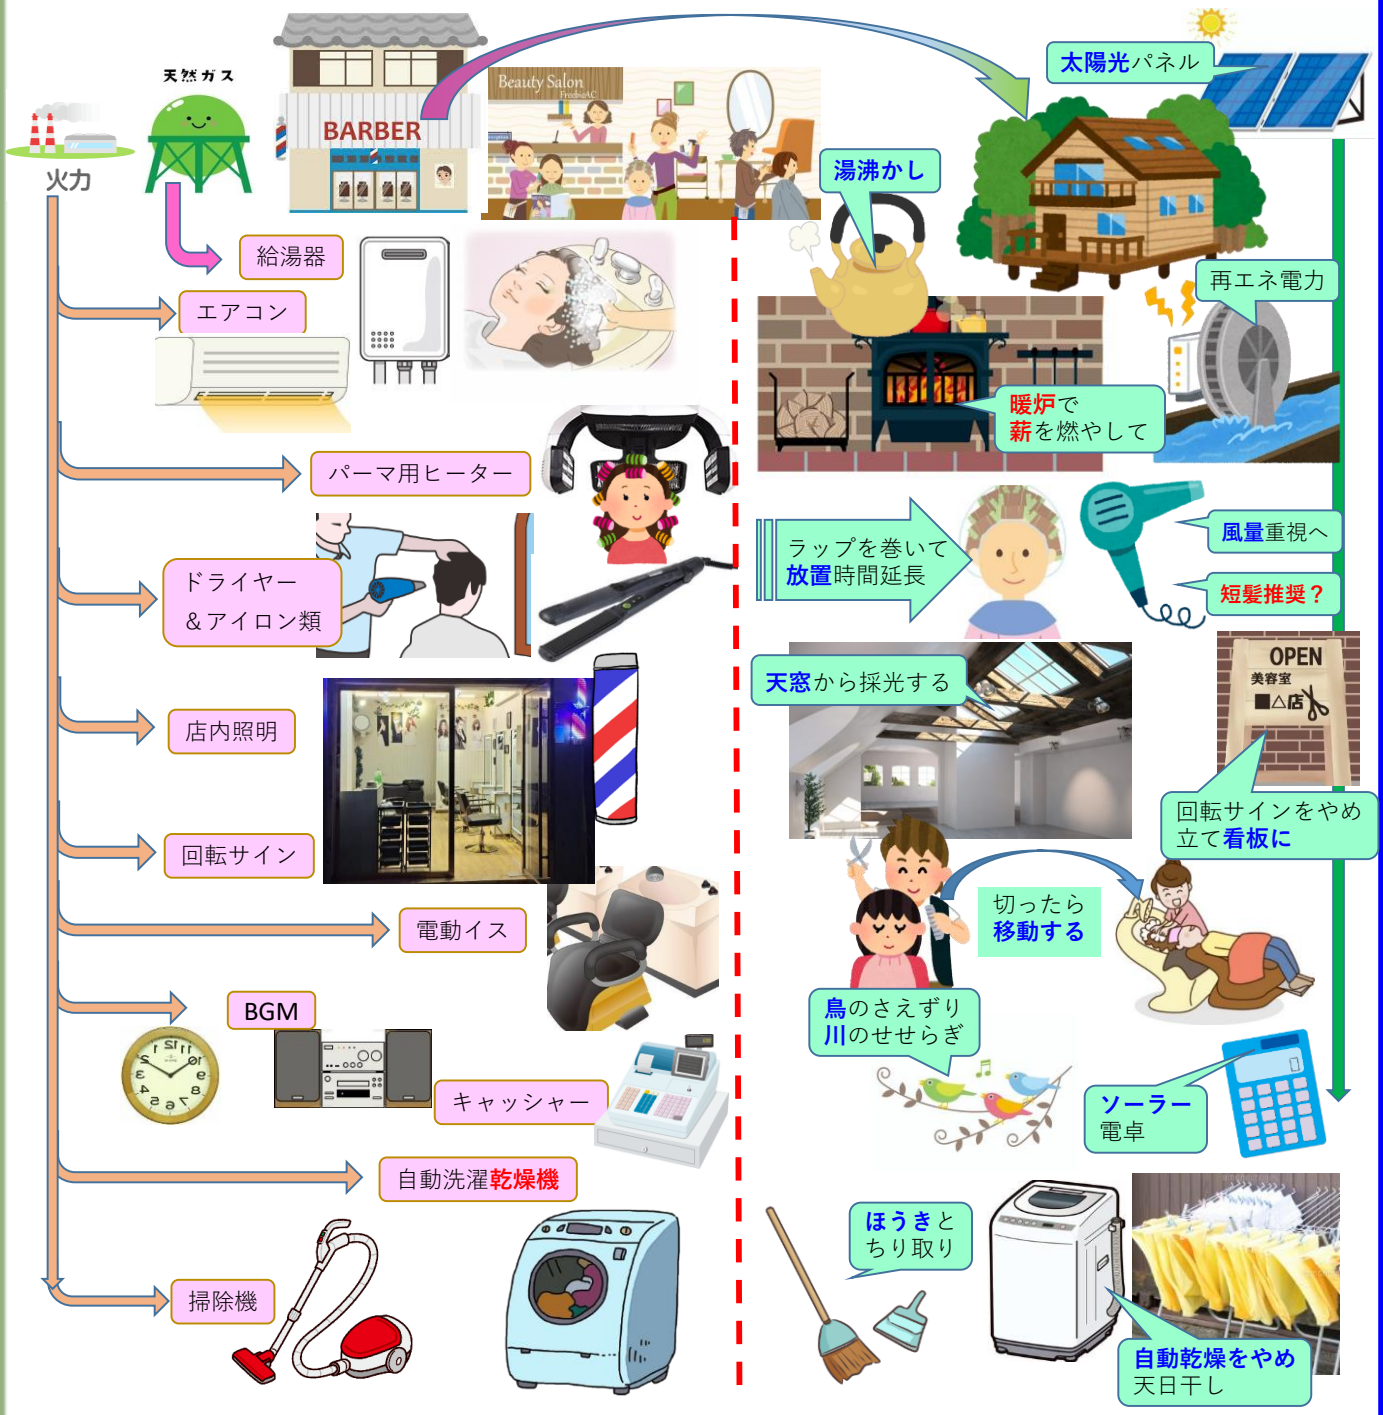 天然ガス
火力
BARBER
Beauty Salon
太陽光パネル
湯沸かし
給湯器
エアコン
再エネ電力
暖炉で
薪を燃やして
パーマ用ヒーター
ラップを巻いて
放置時間延長
風量重視へ
短髪推奨？
ドライヤー
＆アイロン類
天窓から採光する
OPEN
美容室
■△店
店内照明
回転サインをやめ
立て看板に
回転サイン
切ったら
移動する
電動イス
鳥のさえずり
川のせせらぎ
BGM
キャッシャー
ソーラー
電卓
自動洗濯乾燥機
ほうきと
ちり取り
掃除機
自動乾燥をやめ
天日干し